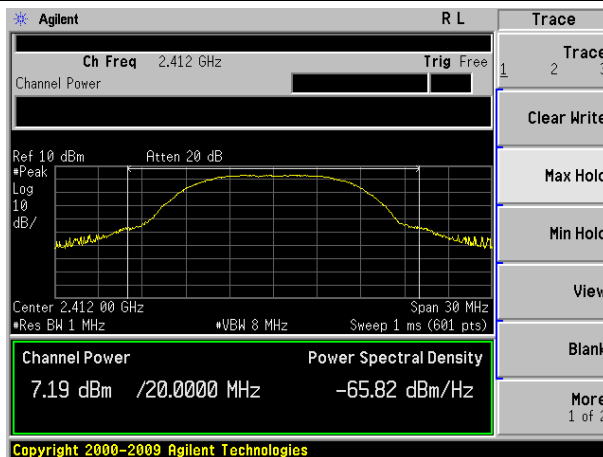 Agilent R L Trace
Ch Freq 2.412 GHz Trig Free
Channel Power
Trace
1 2 3
Clear Write
Max Hold
Min Hold
View
Blank
More
1 of 2
Ref 10 dBm Atten 20 dB
#Peak
Log
10
dB/
Center 2.412 00 GHz Span 30 MHz
#Res BW 1 MHz #VBW 8 MHz Sweep 1 ms (601 pts)
Channel Power Power Spectral Density
7.19 dBm /20.0000 MHz -65.82 dBm/Hz
Copyright 2000-2009 Agilent Technologies